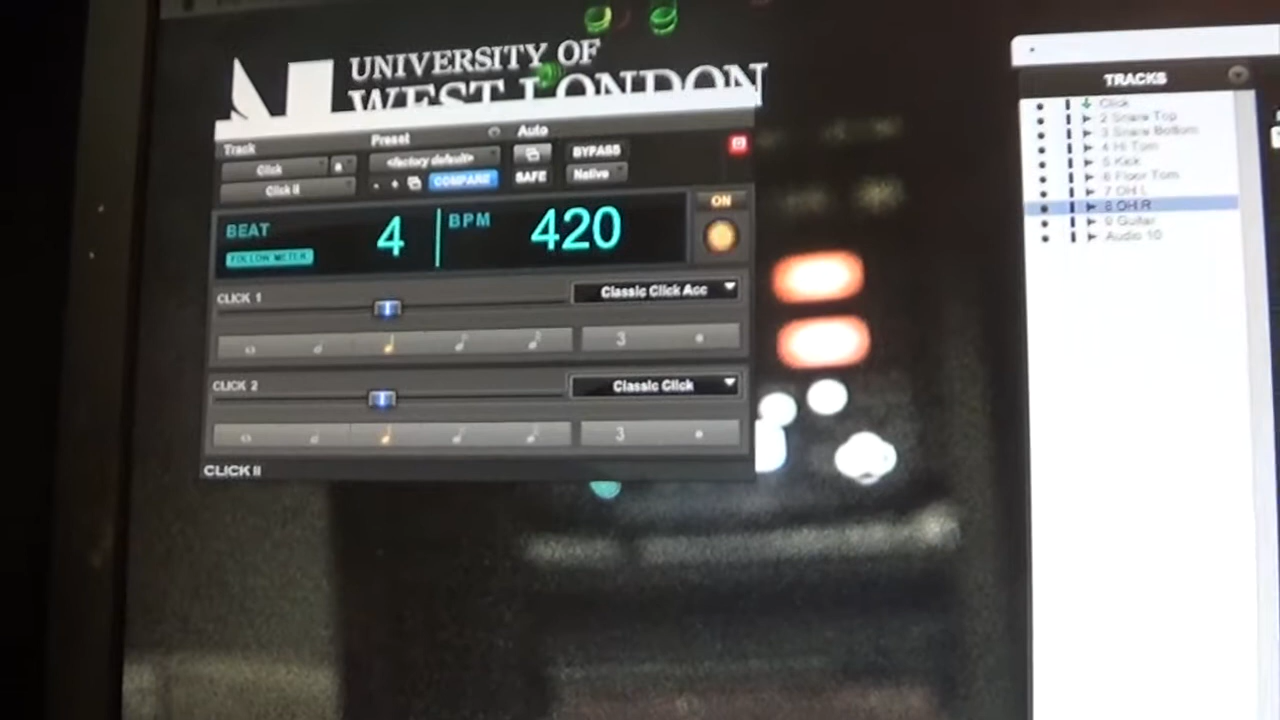 UNIVERSITY OF
WEST LONDON
Track
Preset
Auto
Click
a
<factory default>
BYPASS
Click II
- +
COMPARE
SAFE
Native
BEAT
FOLLOW METER
4
BPM
420
ON
CLICK 1
Classic Click Acc
3
CLICK 2
Classic Click
3
CLICK II
TRACKS
Click
2 Snare Top
3 Snare Bottom
4 Hi Tom
5 Kick
6 Floor Tom
7 OH L
8 OH R
9 Guitar
Audio 10